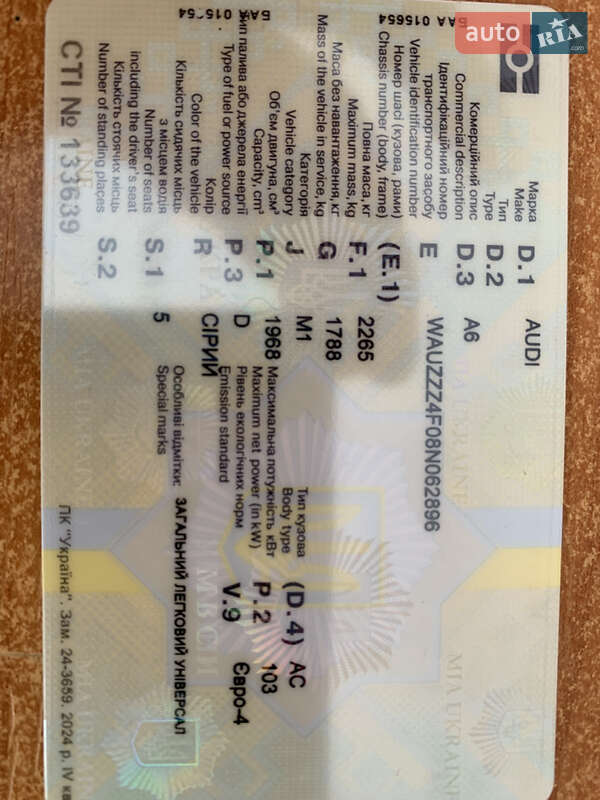 auto RIA .com
БАА 015654
БАА 015654
Марка
Make
D.1 AUDI
Тип
Type
D.2
Комерційний опис
Commercial description
D.3 A6
Ідентифікаційний номер
транспортного засобу
Vehicle identification number
E WAUZZZ4F08N062896
Номер шасі (кузова, рами)
Chassis number (body, frame)
(E.1)
Повна маса, кг
Maximum mass, kg
F.1 2265
Маса без навантаження, кг
Mass of the vehicle in service, kg
G 1788
Категорія
Vehicle category
J M1
Тип кузова
Body type
(D.4) AC
Об'єм двигуна, см³
Capacity, cm³
P.1 1968
Максимальна потужність кВт
Maximum net power (in kW)
P.2 103
Тип палива або джерела енергії
Type of fuel or power source
P.3 D
Рівень екологічних норм
Emission standard
V.9 Євро-4
Колір
Color of the vehicle
R СІРИЙ
Кількість сидячих місць
з місцем водія
Number of seats
including the driver's seat
S.1 5
Особливі відмітки: ЗАГАЛЬНИЙ ЛЕГКОВИЙ УНІВЕРСАЛ
Special marks
Кількість стоячих місць
Number of standing places
S.2
СТІ № 133639
ПК "Україна". Зам. 24-3659. 2024 р. IV кв
MIA UKRAINE